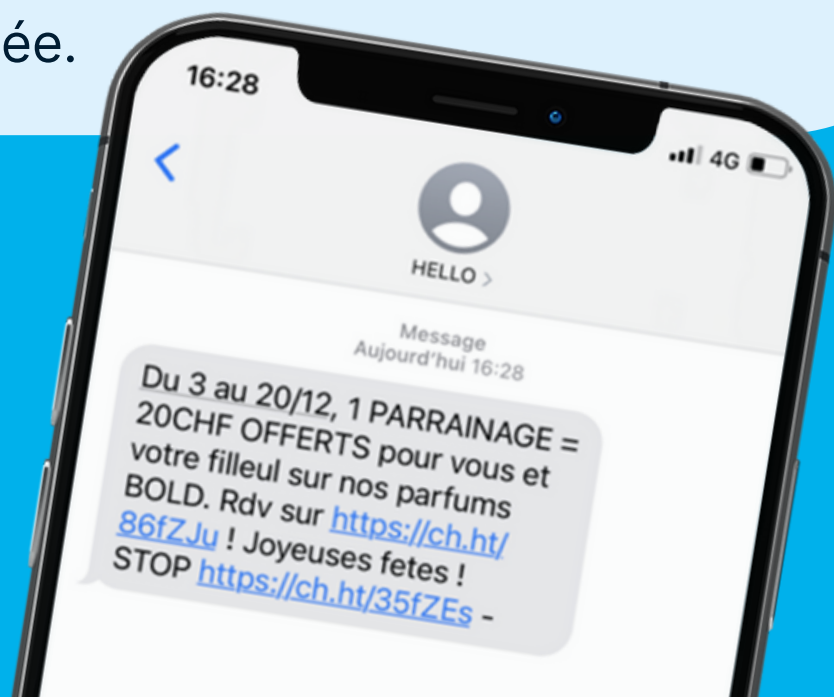 ée.
16:28
4G
HELLO >
Message
Aujourd'hui 16:28
Du 3 au 20/12, 1 PARRAINAGE =
20CHF OFFERTS pour vous et
votre filleul sur nos parfums
BOLD. Rdv sur https://ch.ht/
86fZJu ! Joyeuses fetes !
STOP https://ch.ht/35fZEs -